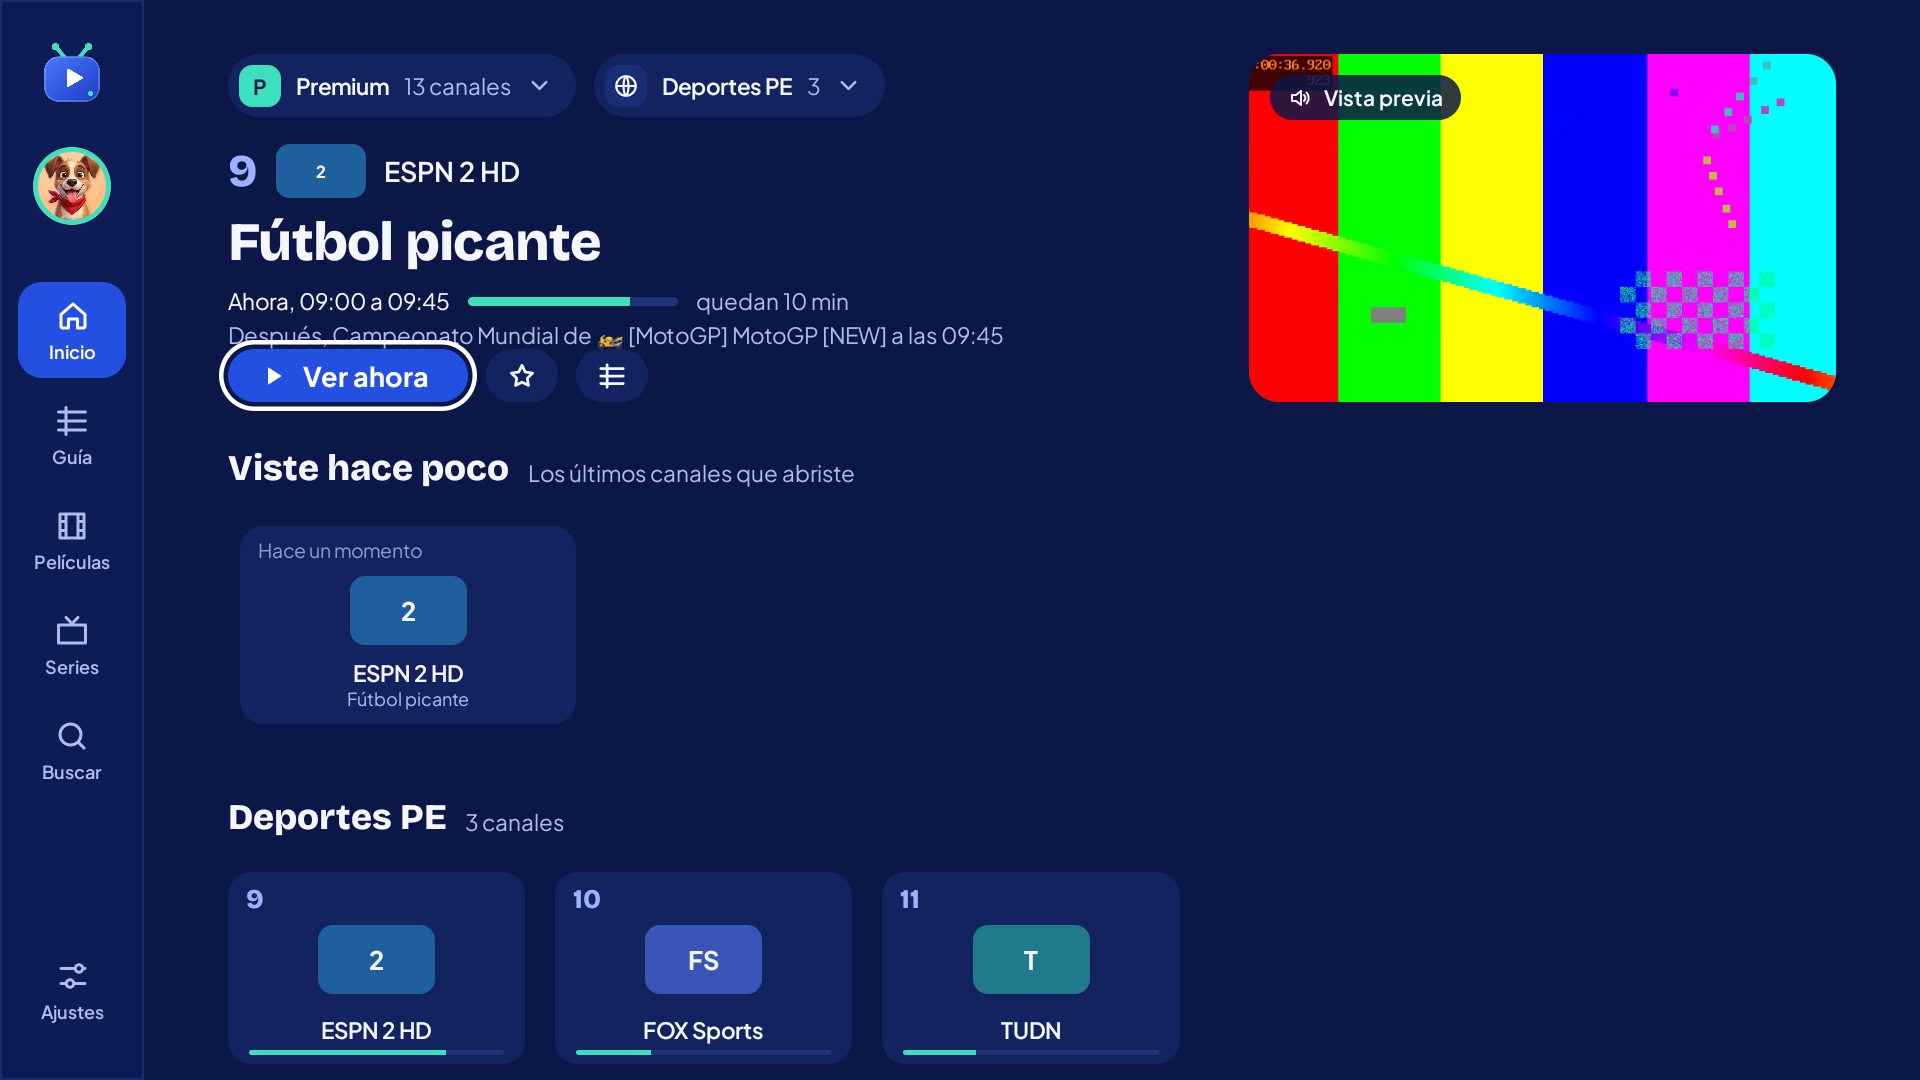 P Premium 13 canales
Deportes PE 3
:00:36.920
923
Vista previa
9 2 ESPN 2 HD
Fútbol picante
Ahora, 09:00 a 09:45 quedan 10 min
Después, Campeonato Mundial de 🏍 [MotoGP] MotoGP [NEW] a las 09:45
Ver ahora
Inicio
Guía
Películas
Series
Buscar
Ajustes
Viste hace poco Los últimos canales que abriste
Hace un momento
2
ESPN 2 HD
Fútbol picante
Deportes PE 3 canales
9
2
ESPN 2 HD
10
FS
FOX Sports
11
T
TUDN